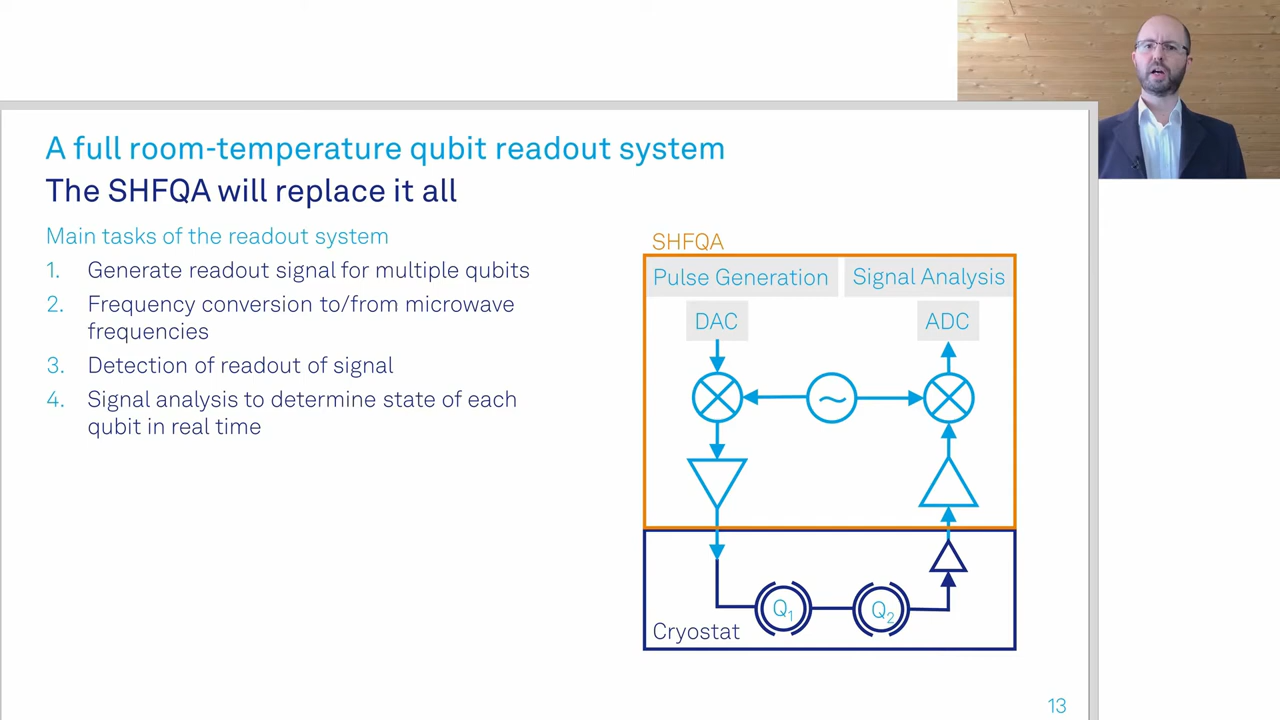 A full room-temperature qubit readout system
The SHFQA will replace it all
Main tasks of the readout system
1. Generate readout signal for multiple qubits
2. Frequency conversion to/from microwave
frequencies
3. Detection of readout of signal
4. Signal analysis to determine state of each
qubit in real time
SHFQA
Pulse Generation
Signal Analysis
DAC
ADC
Q1
Q2
Cryostat
13